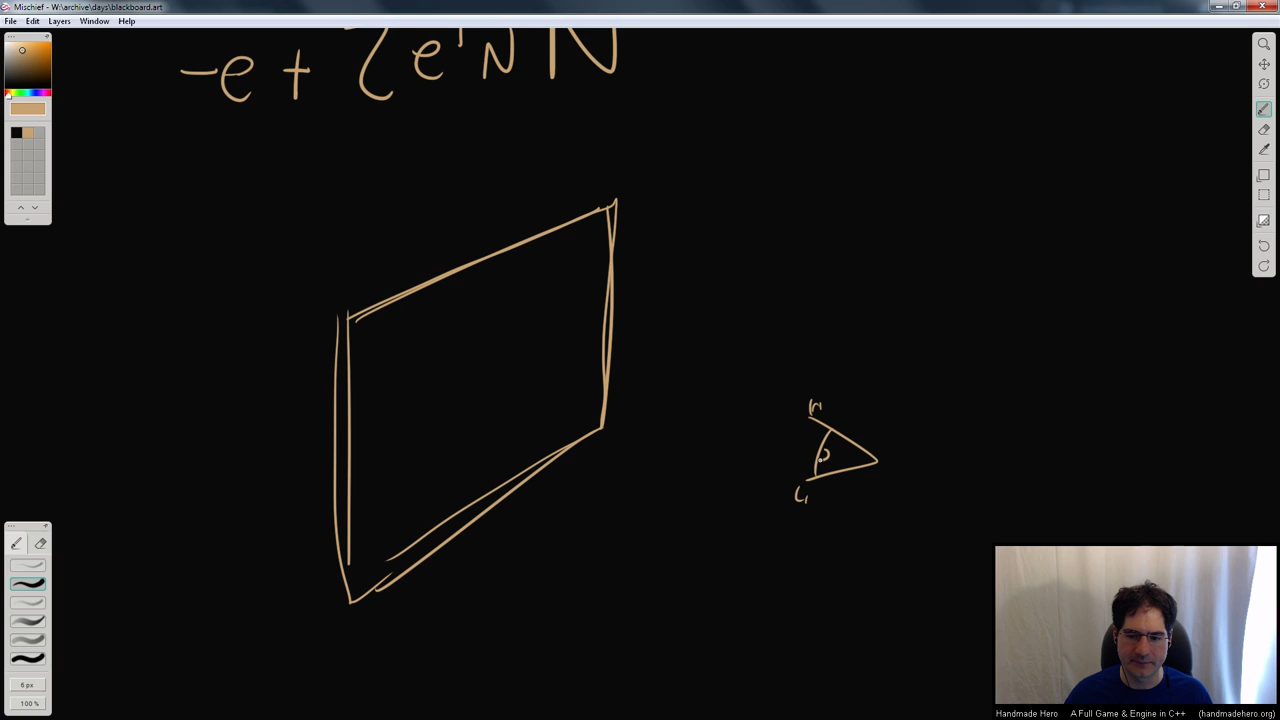 Mischief - W:\archive\days\blackboard.art
File Edit Layers Window Help
-e + 2e^T N N
6 px
100 %
Handmade Hero A Full Game & Engine in C++ (handmadehero.org)